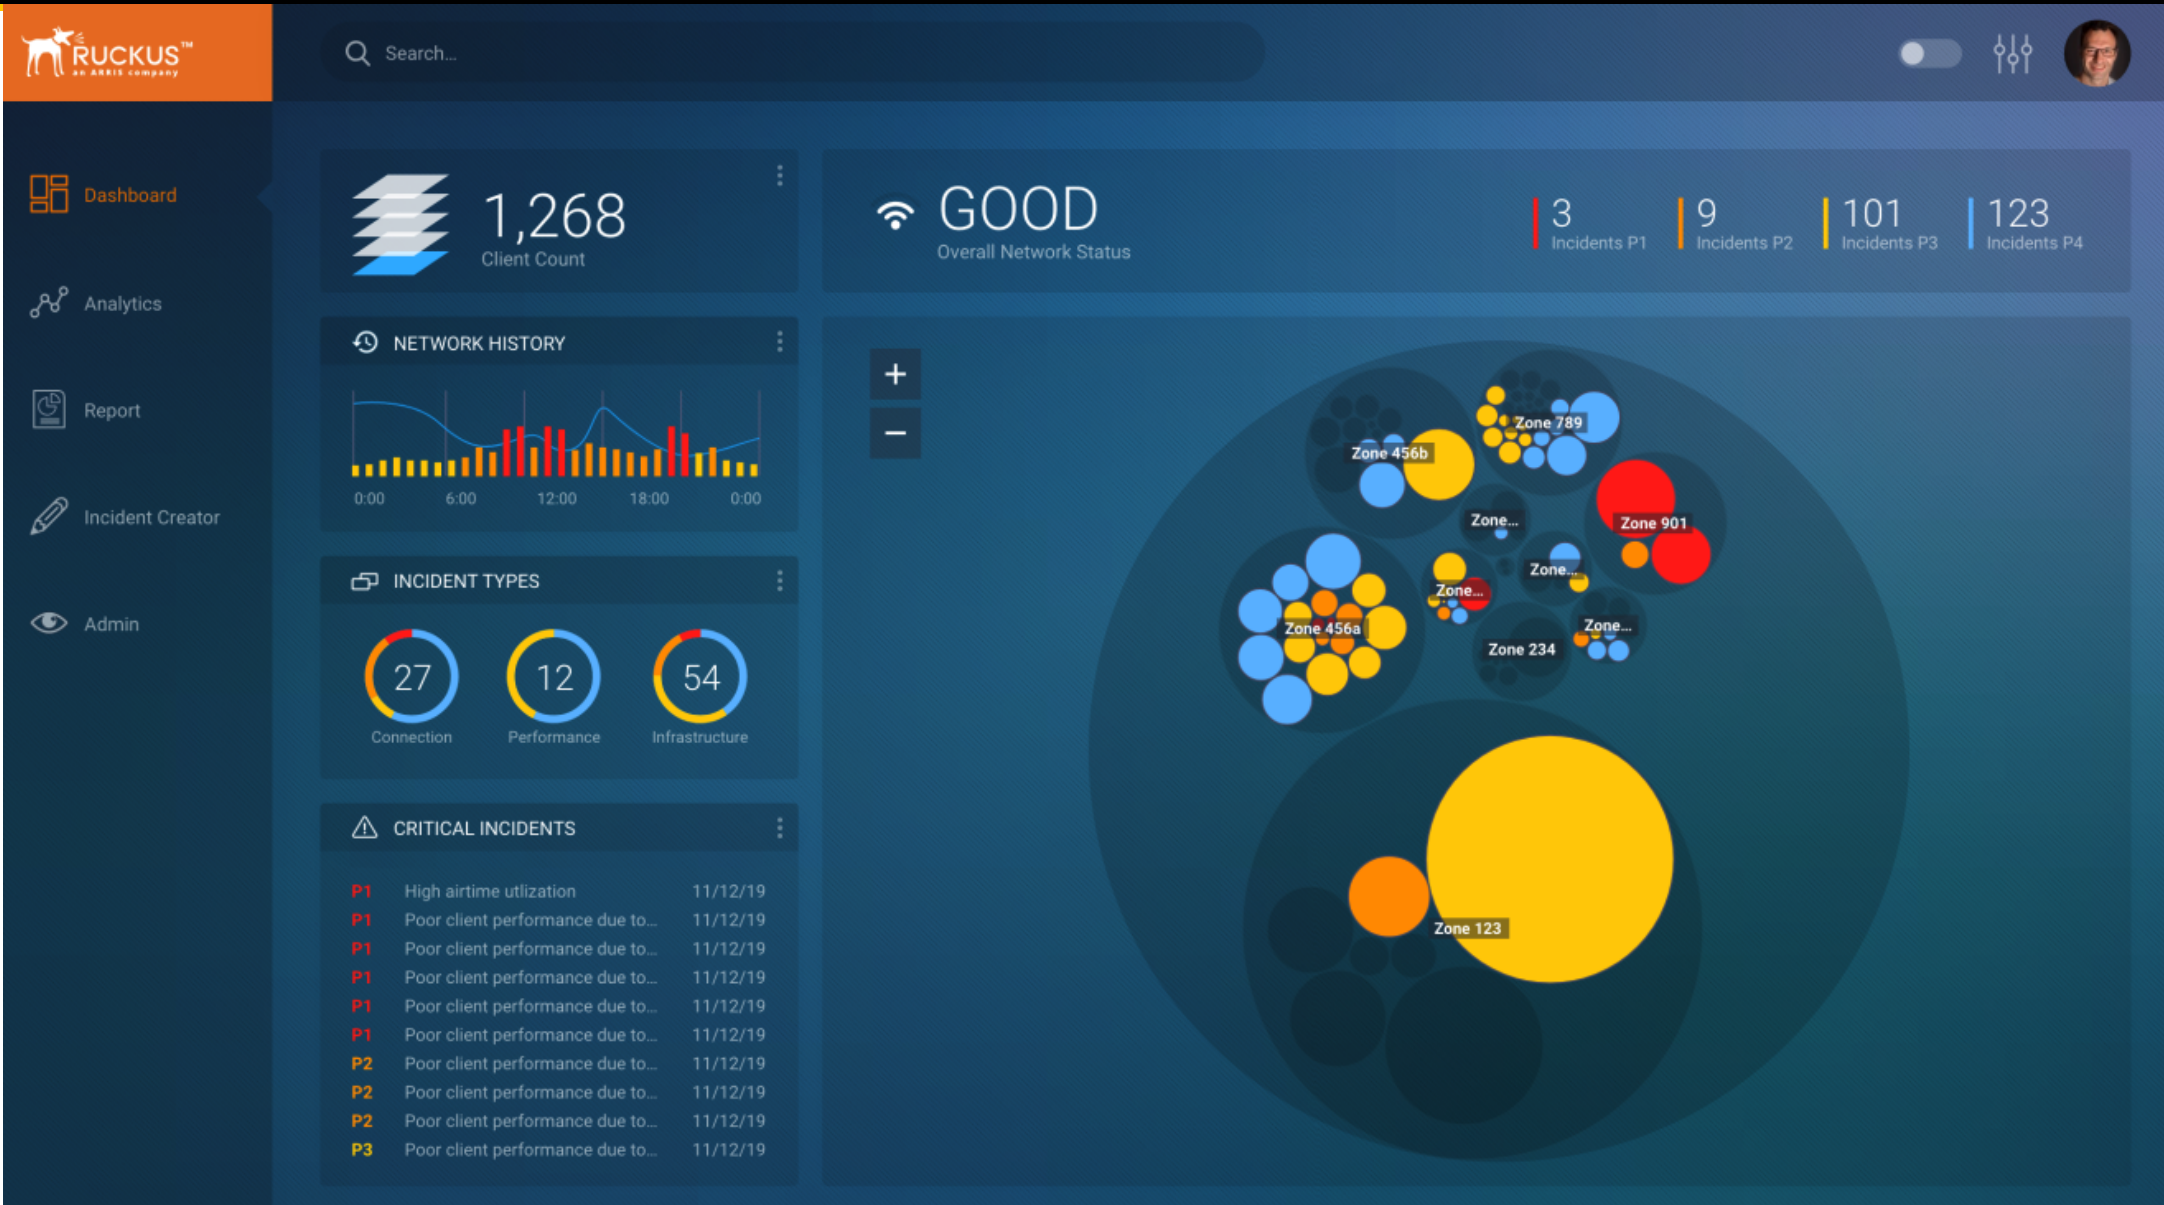 RUCKUS™
an ARRIS company
Search...
Dashboard
Analytics
Report
Incident Creator
Admin
1,268
Client Count
GOOD
Overall Network Status
3
Incidents P1
9
Incidents P2
101
Incidents P3
123
Incidents P4
NETWORK HISTORY
0:00 6:00 12:00 18:00 0:00
INCIDENT TYPES
27 12 54
Connection Performance Infrastructure
CRITICAL INCIDENTS
P1 High airtime utlization 11/12/19
P1 Poor client performance due to... 11/12/19
P1 Poor client performance due to... 11/12/19
P1 Poor client performance due to... 11/12/19
P1 Poor client performance due to... 11/12/19
P1 Poor client performance due to... 11/12/19
P2 Poor client performance due to... 11/12/19
P2 Poor client performance due to... 11/12/19
P2 Poor client performance due to... 11/12/19
P3 Poor client performance due to... 11/12/19
+
−
Zone 789
Zone 456b
Zone...
Zone 901
Zone...
Zone...
Zone 456a
Zone...
Zone 234
Zone 123